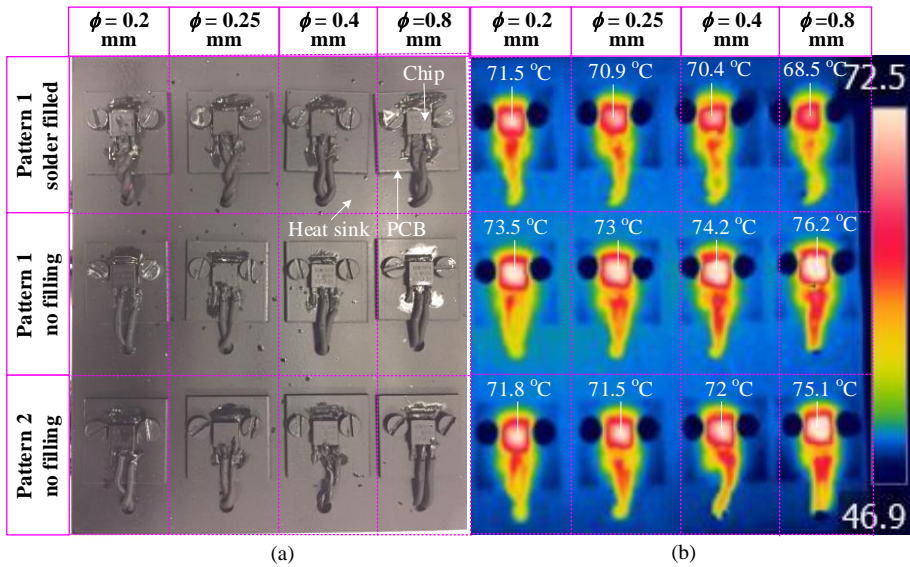 ϕ = 0.2 mm
ϕ = 0.25 mm
ϕ = 0.4 mm
ϕ =0.8 mm
ϕ = 0.2 mm
ϕ = 0.25 mm
ϕ = 0.4 mm
ϕ =0.8 mm
Pattern 1
solder filled
Chip
Heat sink
PCB
71.5 °C
70.9 °C
70.4 °C
68.5 °C
72.5
Pattern 1
no filling
73.5 °C
73 °C
74.2 °C
76.2 °C
Pattern 2
no filling
71.8 °C
71.5 °C
72 °C
75.1 °C
46.9
(a)
(b)